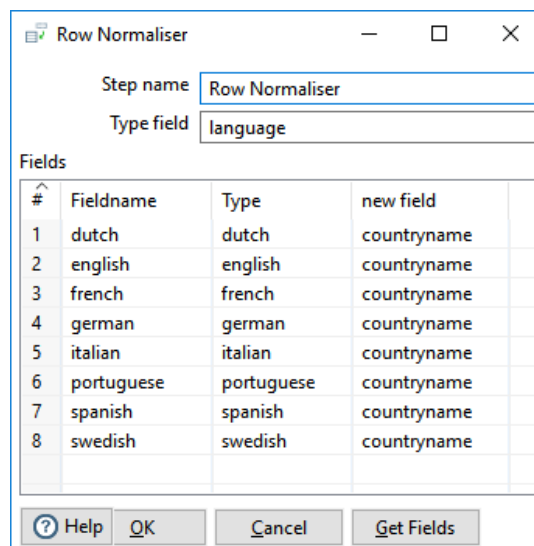 Row Normaliser
Step name Row Normaliser
Type field language
Fields
# Fieldname Type new field
1 dutch dutch countryname
2 english english countryname
3 french french countryname
4 german german countryname
5 italian italian countryname
6 portuguese portuguese countryname
7 spanish spanish countryname
8 swedish swedish countryname
? Help OK Cancel Get Fields